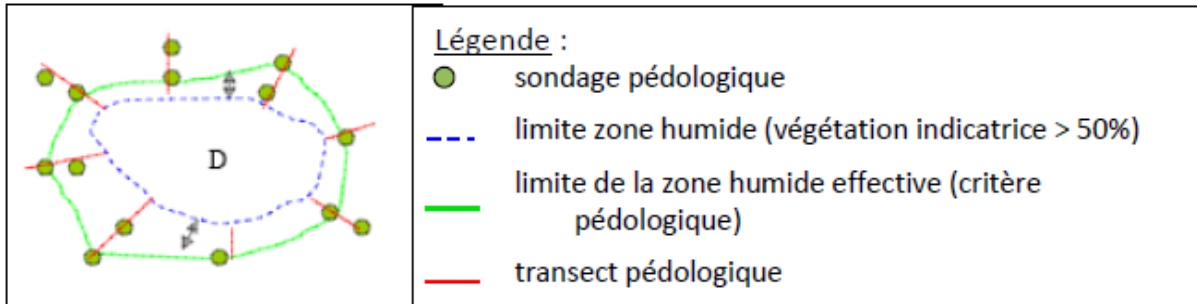 D
Légende :
sondage pédologique
limite zone humide (végétation indicatrice > 50%)
limite de la zone humide effective (critère
pédologique)
transect pédologique